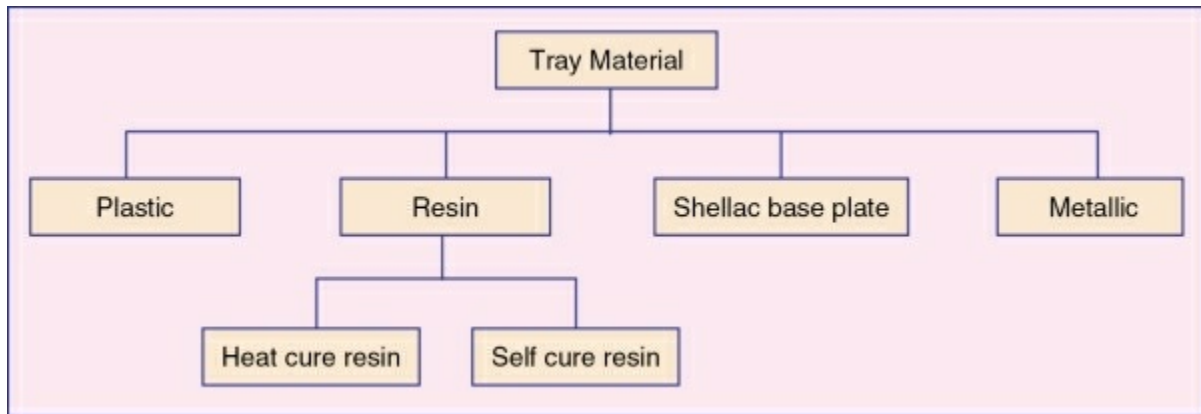 Tray Material
Plastic
Resin
Shellac base plate
Metallic
Heat cure resin
Self cure resin